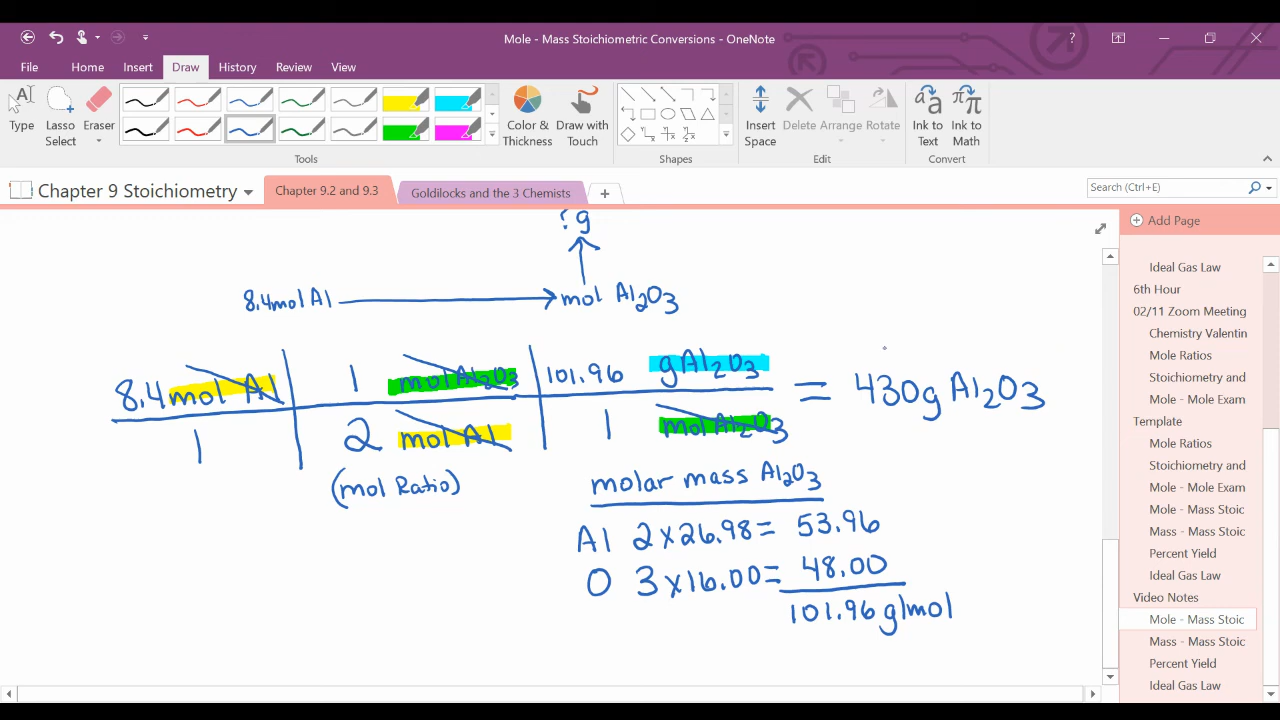 Mole - Mass Stoichiometric Conversions - OneNote
?
File Home Insert Draw History Review View
Type
Lasso Select
Eraser
Color & Thickness
Draw with Touch
Insert Space
Delete
Arrange
Rotate
Ink to Text
Ink to Math
Tools
Shapes
Edit
Convert
Chapter 9 Stoichiometry
Chapter 9.2 and 9.3
Goldilocks and the 3 Chemists
Search (Ctrl+E)
? g
8.4mol Al
mol Al2O3
8.4 mol Al 1 mol Al2O3 101.96 g Al2O3 = 430g Al2O3
1 2 mol Al 1 mol Al2O3
(mol Ratio)
molar mass Al2O3
Al 2 x 26.98 = 53.96
O 3 x 16.00 = 48.00
101.96 g/mol
Add Page
Ideal Gas Law
6th Hour
02/11 Zoom Meeting
Chemistry Valentin
Mole Ratios
Stoichiometry and
Mole - Mole Exam
Template
Mole Ratios
Stoichiometry and
Mole - Mole Exam
Mole - Mass Stoic
Mass - Mass Stoic
Percent Yield
Ideal Gas Law
Video Notes
Mole - Mass Stoic
Mass - Mass Stoic
Percent Yield
Ideal Gas Law